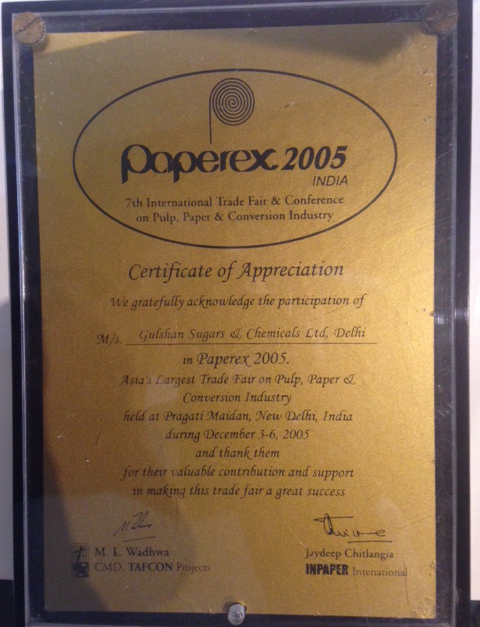 Paperex 2005
INDIA
7th International Trade Fair & Conference
on Pulp, Paper & Conversion Industry
Certificate of Appreciation
We gratefully acknowledge the participation of
M/s. Gulshan Sugars & Chemicals Ltd, Delhi
in Paperex 2005.
Asia's Largest Trade Fair on Pulp, Paper &
Conversion Industry
held at Pragati Maidan, New Delhi, India
during December 3-6, 2005
and thank them
for their valuable contribution and support
in making this trade fair a great success
M. L. Wadhwa
CMD, TAFCON Projects
Jaydeep Chitlangia
INPAPER International